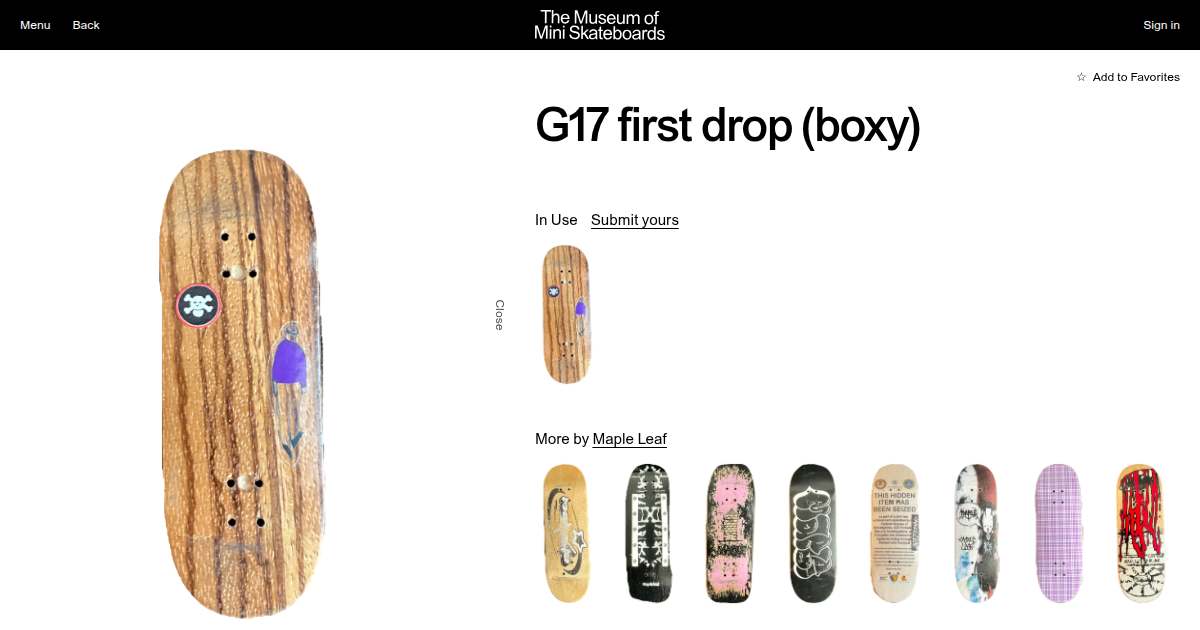 Menu
Back
The Museum of
Mini Skateboards
Sign in
☆ Add to Favorites
G17 first drop (boxy)
In Use
Submit yours
Close
More by Maple Leaf
THIS HIDDEN
ITEM HAS
BEEN SEIZED